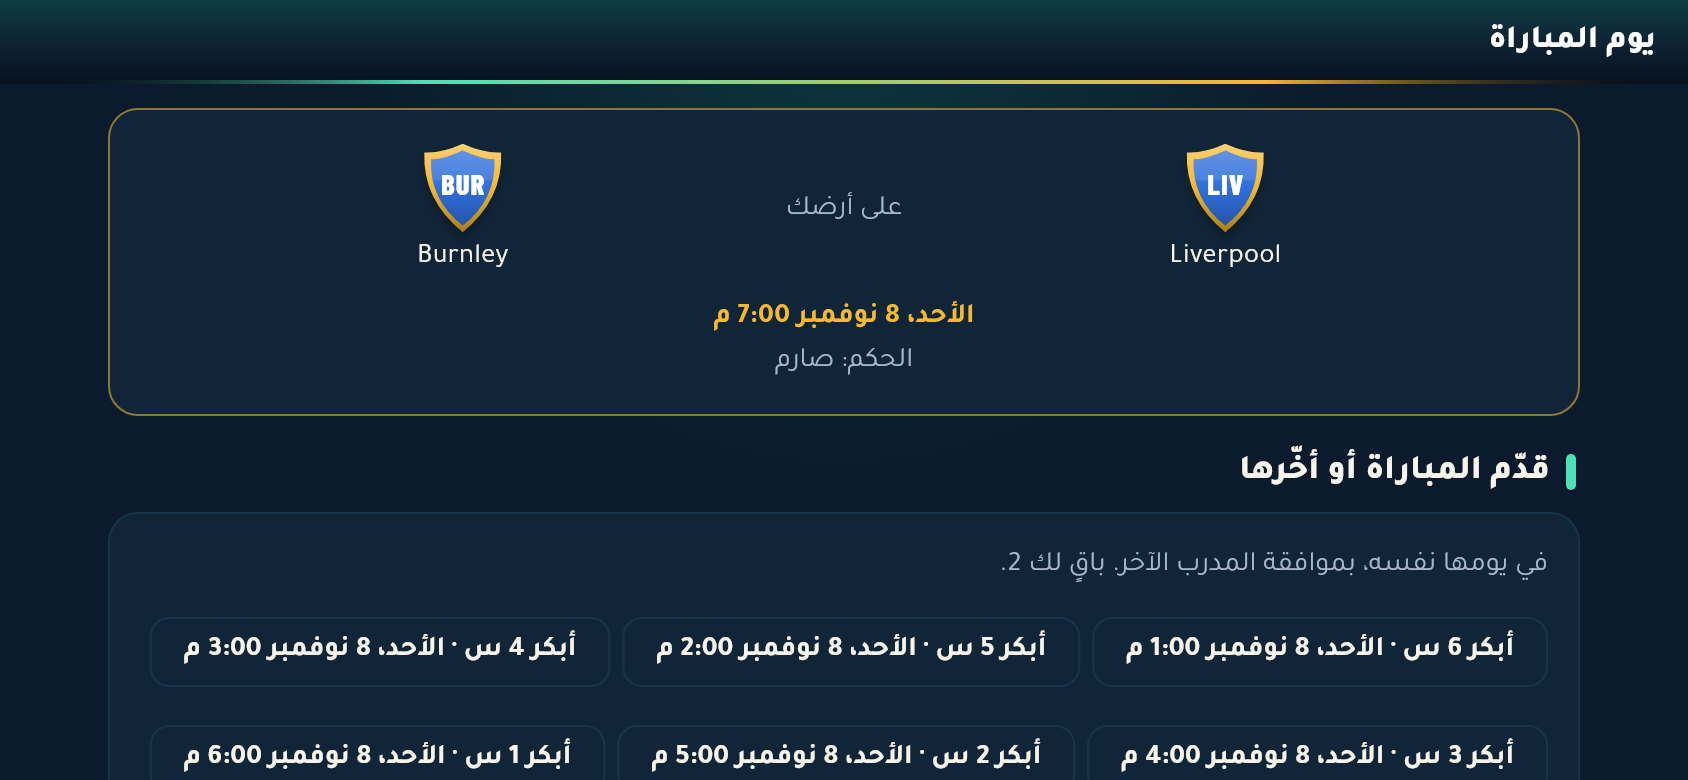 يوم المباراة
LIV
Liverpool
على أرضك
BUR
Burnley
الأحد، 8 نوفمبر 7:00 م
الحكم: صارم
قدّم المباراة أو أخّرها
في يومها نفسه، بموافقة المدرب الآخر. باقٍ لك 2.
أبكر 6 س · الأحد، 8 نوفمبر 1:00 م
أبكر 5 س · الأحد، 8 نوفمبر 2:00 م
أبكر 4 س · الأحد، 8 نوفمبر 3:00 م
أبكر 3 س · الأحد، 8 نوفمبر 4:00 م
أبكر 2 س · الأحد، 8 نوفمبر 5:00 م
أبكر 1 س · الأحد، 8 نوفمبر 6:00 م